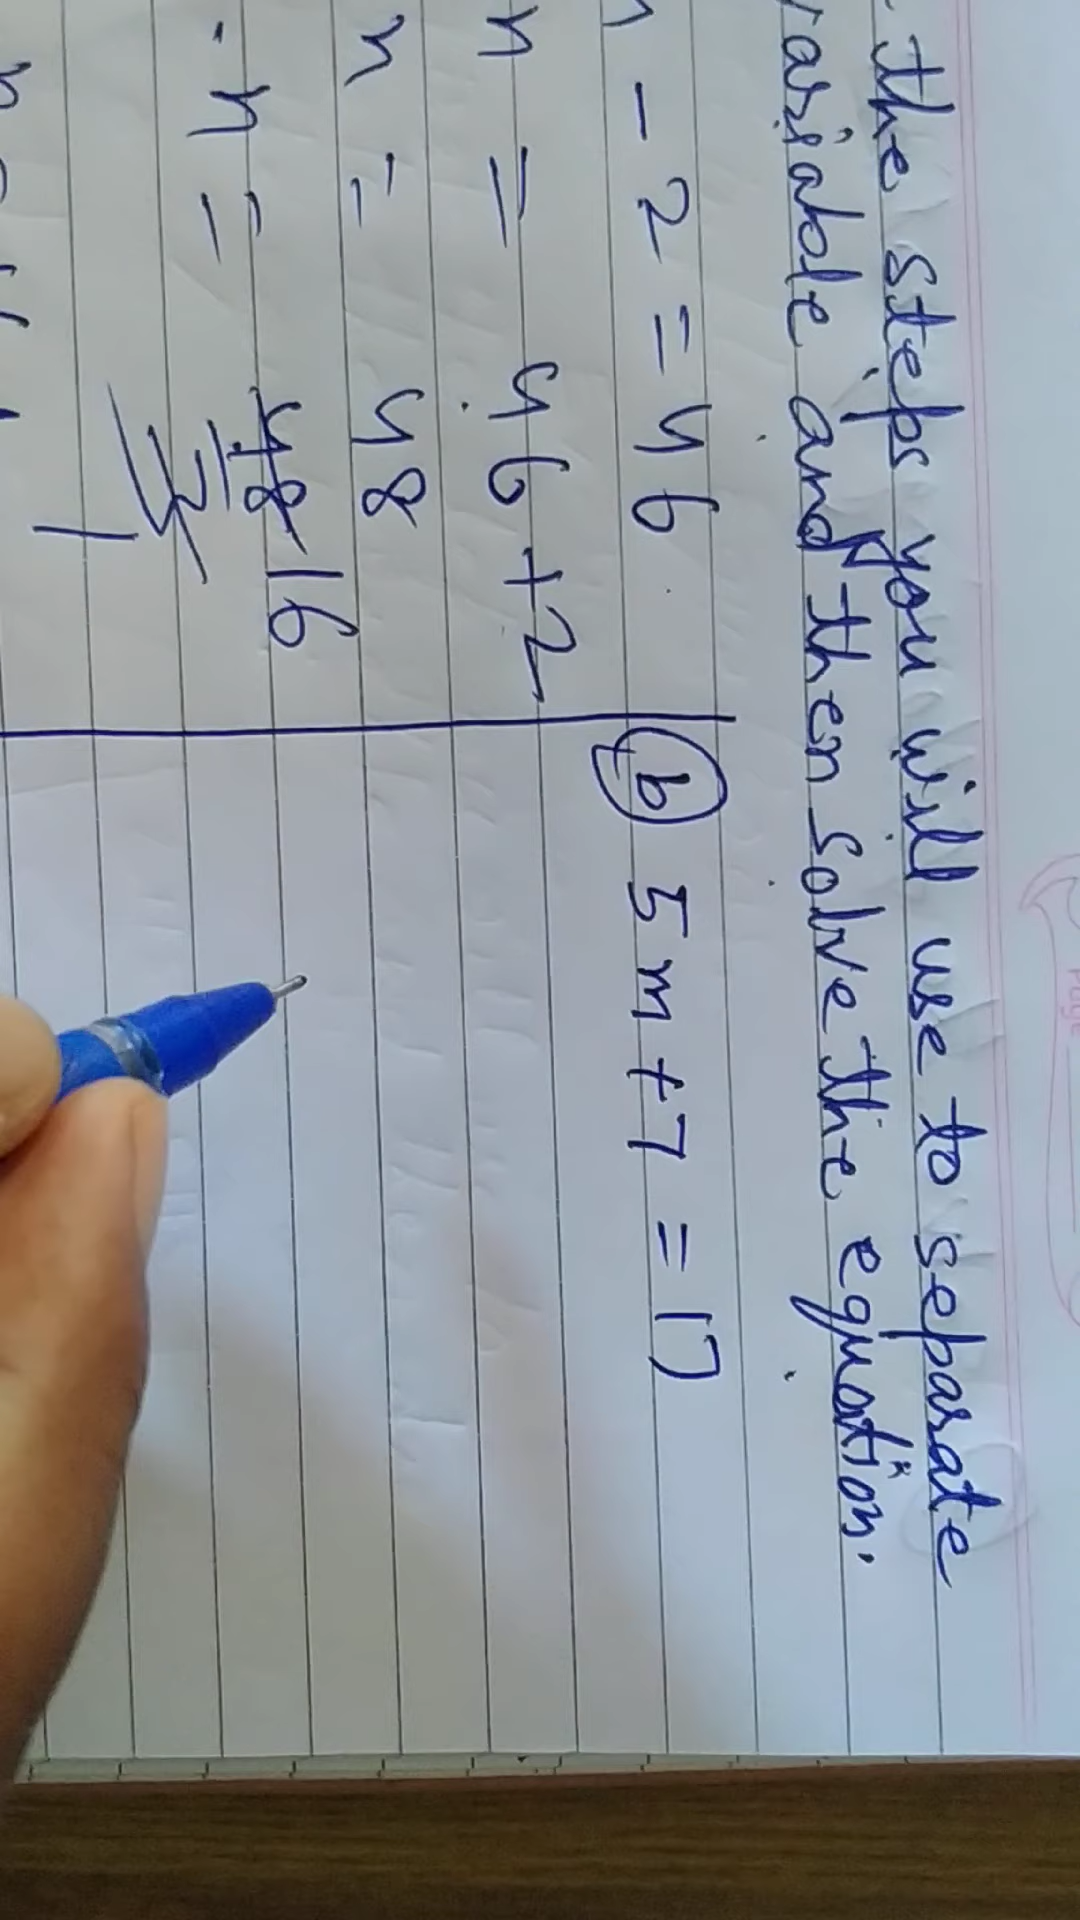 the steps you will use to separate
variable and then solve the equation.
n - 2 = 46
n = 46 + 2
n = 48
n = 48 16
3
1
(b) 5m + 7 = 17